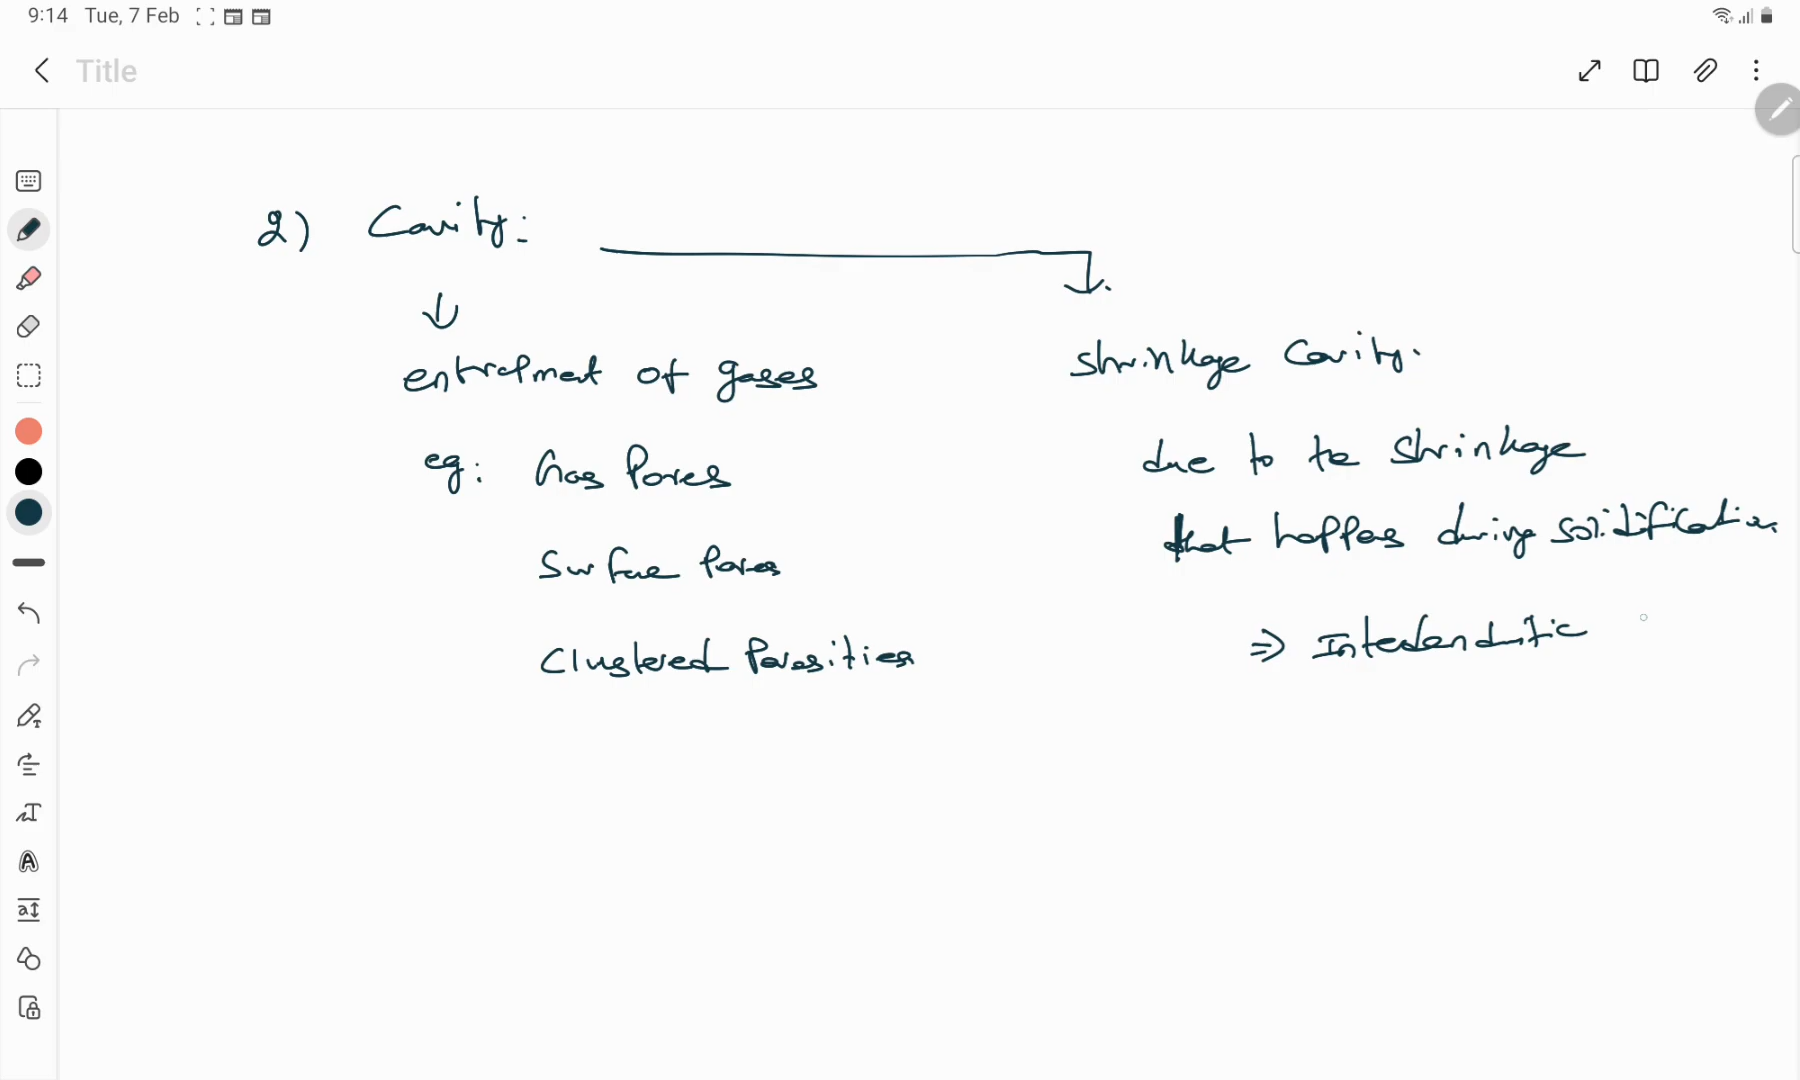 9:14 Tue, 7 Feb
Title
2) Cavity:
entrapment of gases
eg: Gas Pores
Surface Pores
Clustered Porosities
Shrinkage Cavity.
due to the shrinkage
that happens during solidification.
⇒ Interdendritic